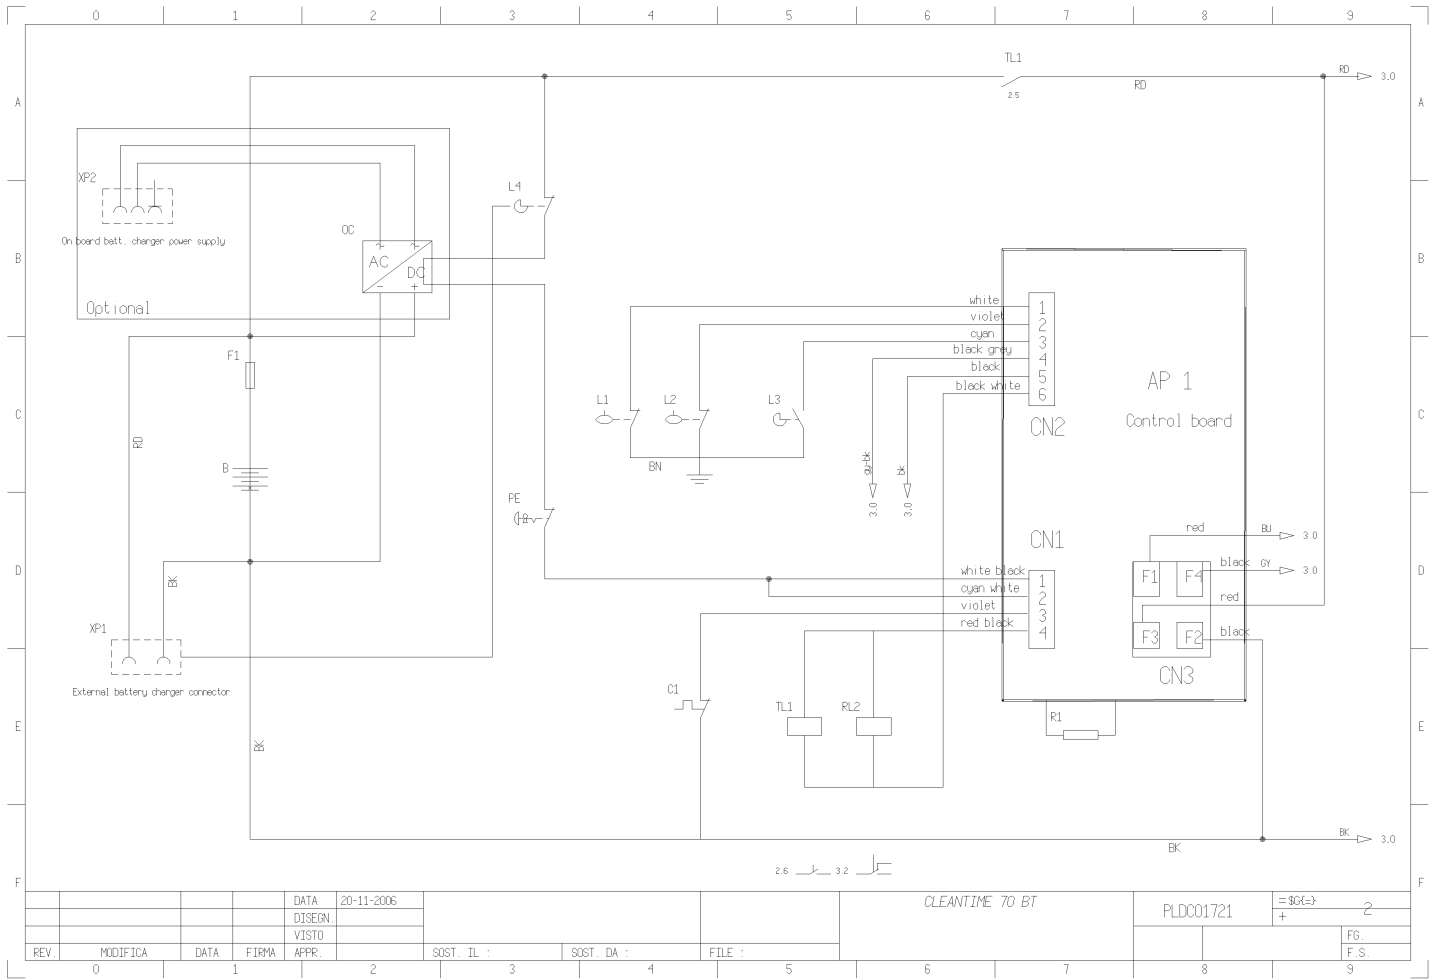 0 1 2 3 4 5 6 7 8 9
TL1
RD 3.0
RD
2.5
A A
XP2
L4
OC
On board batt. charger power supply
B AC B
DC
- +
Optional
white 1
violet 2
cyan 3
black grey 4
black 5
black white 6
F1
AP 1
Control board
L1 L2 L3
C C
CN2
RD
gy-bk
bk
BN
B
PE
3.0 3.0
red BU 3.0
CN1
D D
black GY 3.0
F1 F4
white black 1
cyan white 2
violet 3
red black 4
BK
red
black
F3 F2
XP1
CN3
External battery charger connector
C1
TL1 RL2
R1
E E
BK
BK 3.0
BK
2.6 3.2
F F
DATA 20-11-2006
CLEANTIME 70 BT
PLDC01721
=$G{=} 2
+
DISEGN.
VISTO
FG.
REV. MODIFICA DATA FIRMA APPR. SOST. IL : SOST. DA : FILE : F.S.
0 1 2 3 4 5 6 7 8 9